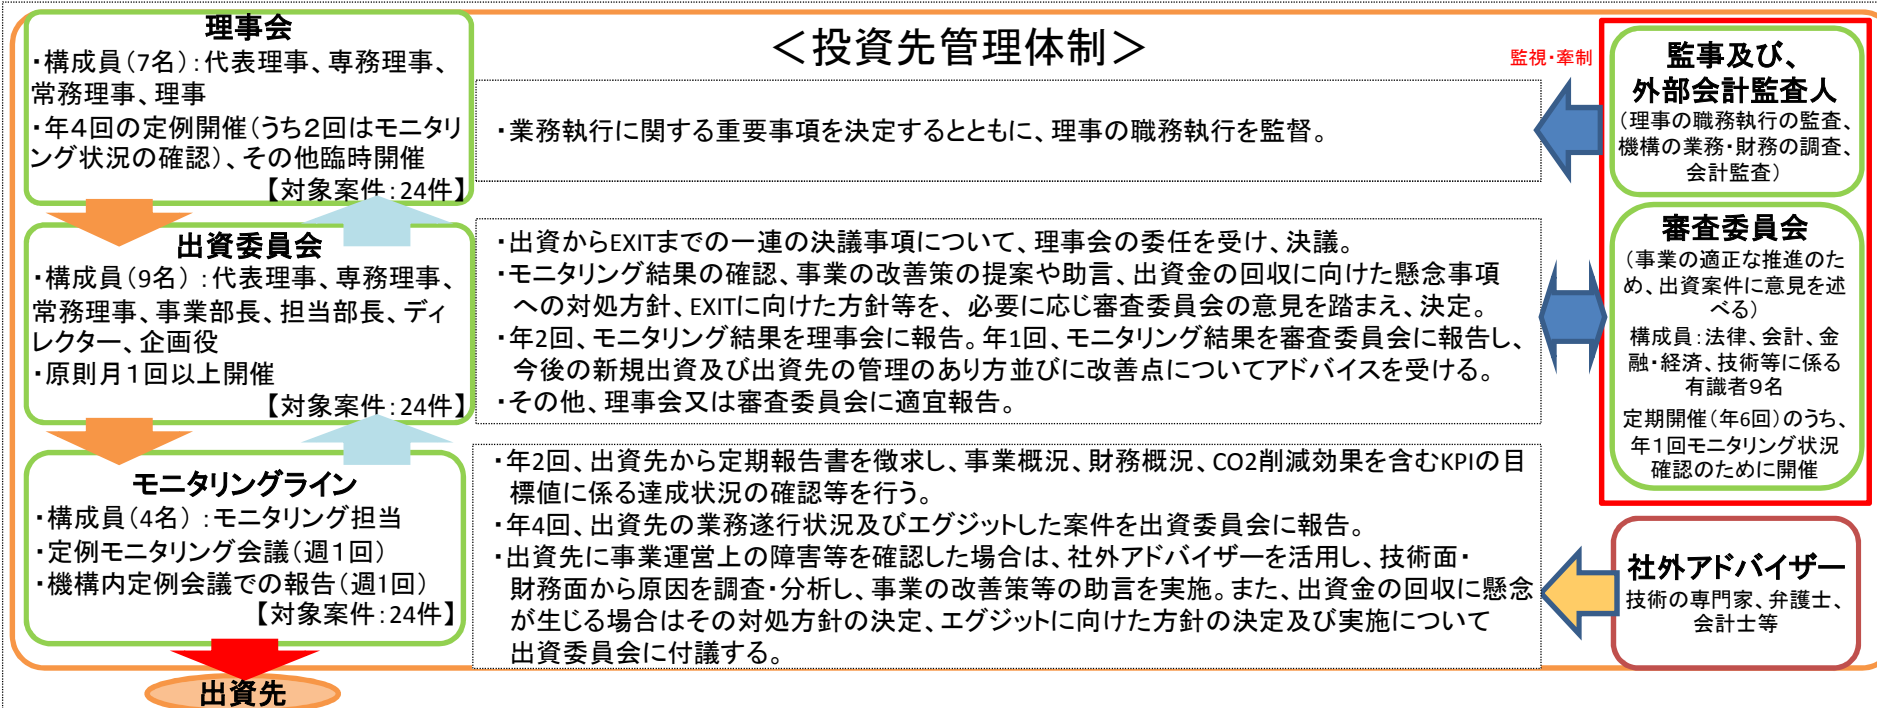 ＜投資先管理体制＞
理事会
・構成員（7名）：代表理事、専務理事、
常務理事、理事
・年４回の定例開催（うち２回はモニタリ
ング状況の確認）、その他臨時開催
【対象案件：24件】
・業務執行に関する重要事項を決定するとともに、理事の職務執行を監督。
監視・牽制
監事及び、
外部会計監査人
（理事の職務執行の監査、
機構の業務・財務の調査、
会計監査）
出資委員会
・構成員（9名）：代表理事、専務理事、
常務理事、事業部長、担当部長、ディ
レクター、企画役
・原則月１回以上開催
【対象案件：24件】
・出資からEXITまでの一連の決議事項について、理事会の委任を受け、決議。
・モニタリング結果の確認、事業の改善策の提案や助言、出資金の回収に向けた懸念事項
への対処方針、EXITに向けた方針等を、必要に応じ審査委員会の意見を踏まえ、決定。
・年2回、モニタリング結果を理事会に報告。年1回、モニタリング結果を審査委員会に報告し、
今後の新規出資及び出資先の管理のあり方並びに改善点についてアドバイスを受ける。
・その他、理事会又は審査委員会に適宜報告。
審査委員会
（事業の適正な推進のた
め、出資案件に意見を述
べる）
構成員：法律、会計、金
融・経済、技術等に係る
有識者９名
定期開催（年6回）のうち、
年１回モニタリング状況
確認のために開催
モニタリングライン
・構成員（4名）：モニタリング担当
・定例モニタリング会議（週１回）
・機構内定例会議での報告（週1回）
【対象案件：24件】
・年2回、出資先から定期報告書を徴求し、事業概況、財務概況、CO2削減効果を含むKPIの目
標値に係る達成状況の確認等を行う。
・年4回、出資先の業務遂行状況及びエグジットした案件を出資委員会に報告。
・出資先に事業運営上の障害等を確認した場合は、社外アドバイザーを活用し、技術面・
財務面から原因を調査・分析し、事業の改善策等の助言を実施。また、出資金の回収に懸念
が生じる場合はその対処方針の決定、エグジットに向けた方針の決定及び実施について
出資委員会に付議する。
社外アドバイザー
技術の専門家、弁護士、
会計士等
出資先